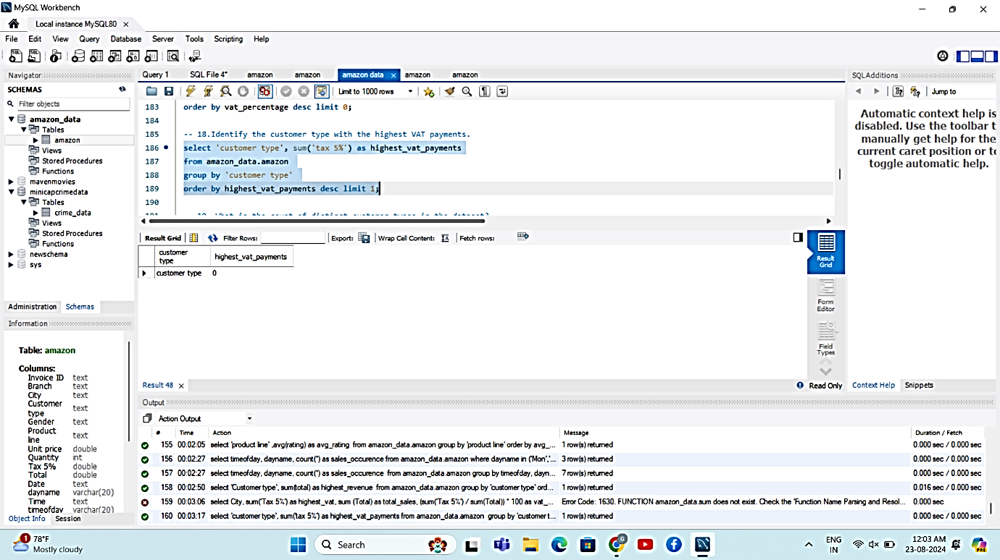 MySQL Workbench
Local instance MySQL80
File Edit View Query Database Server Tools Scripting Help
Navigator
SCHEMAS
Filter objects
amazon_data
Tables
amazon
Views
Stored Procedures
Functions
mavenmovies
minicapcrimedata
Tables
crime_data
Views
Stored Procedures
Functions
newschema
sys
Administration Schemas
Information
Table: amazon
Columns:
Invoice ID text
Branch text
City text
Customer type text
Gender text
Product line text
Unit price double
Quantity int
Tax 5% double
Total double
Date text
dayname varchar(20)
Time text
timeofday varchar(20)
Object Info Session
Query 1 SQL File 4* amazon amazon amazon data amazon amazon
Limit to 1000 rows
183 order by vat_percentage desc limit 0;
184
185 -- 18.Identify the customer type with the highest VAT payments.
186 select 'customer type', sum('tax 5%') as highest_vat_payments
187 from amazon_data.amazon
188 group by 'customer type'
189 order by highest_vat_payments desc limit 1;
190
Result Grid Filter Rows: Export: Wrap Cell Content: Fetch rows:
customer type highest_vat_payments
customer type 0
Result Grid
Form Editor
Field Types
Result 48
Read Only
SQLAdditions
Jump to
Automatic context help is
disabled. Use the toolbar t
manually get help for the
current caret position or to
toggle automatic help.
Context Help Snippets
Output
Action Output
# Time Action Message Duration / Fetch
155 00:02:05 select 'product line' ,avg(rating) as avg_rating from amazon_data.amazon group by 'product line' order by avg_... 1 row(s) returned 0.000 sec / 0.000 sec
156 00:02:27 select timeofday, dayname, count(*) as sales_occurence from amazon_data.amazon where dayname in ('Mon','... 3 row(s) returned 0.000 sec / 0.000 sec
157 00:02:27 select timeofday, dayname, count(*) as sales_occurence from amazon_data.amazon group by timeofday, dayn... 7 row(s) returned 0.000 sec / 0.000 sec
158 00:02:50 select 'Customer type', sum(total) as highest_revenue from amazon_data.amazon group by 'customer type' ord... 1 row(s) returned 0.016 sec / 0.000 sec
159 00:03:06 select City, sum('Tax 5%') as highest_vat, sum (Total) as total_sales, (sum('Tax 5%') / sum(Total)) * 100 as vat_... Error Code: 1630. FUNCTION amazon_data.sum does not exist. Check the 'Function Name Parsing and Resol... 0.000 sec
160 00:03:17 select 'customer type', sum('tax 5%') as highest_vat_payments from amazon_data.amazon group by 'customer t... 1 row(s) returned 0.000 sec / 0.000 sec
1
78°F
Mostly cloudy
Search
G
ENG
IN
12:03 AM
23-08-2024
PRE